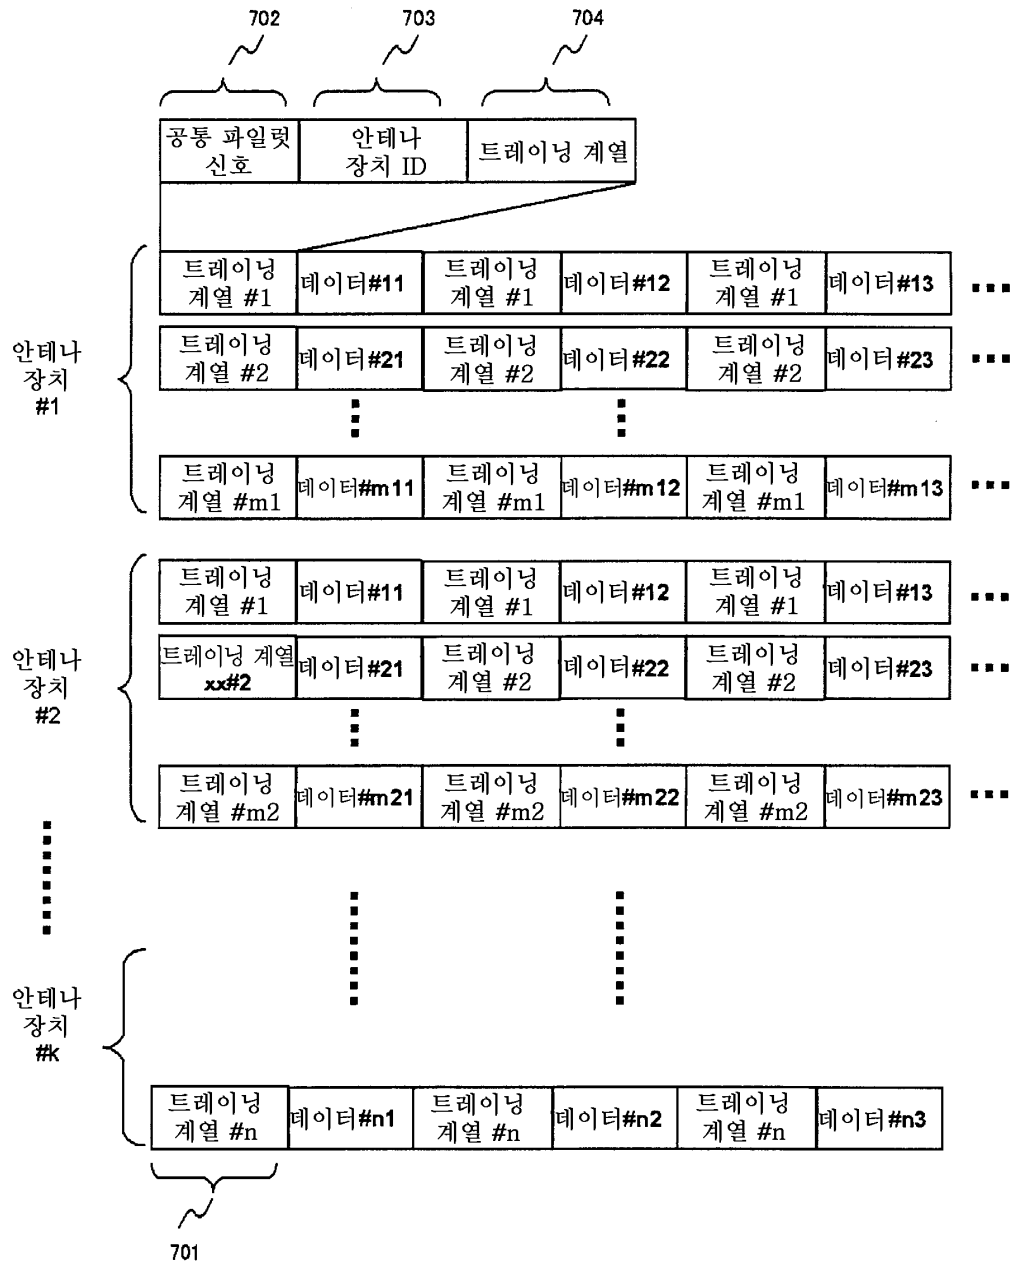 702
703
704
공통 파일럿
신호
안테나
장치 ID
트레이닝 계열
안테나
장치
#1
트레이닝
계열 #1
데이터#11
트레이닝
계열 #1
데이터#12
트레이닝
계열 #1
데이터#13
트레이닝
계열 #2
데이터#21
트레이닝
계열 #2
데이터#22
트레이닝
계열 #2
데이터#23
트레이닝
계열 #m1
데이터#m11
트레이닝
계열 #m1
데이터#m12
트레이닝
계열 #m1
데이터#m13
안테나
장치
#2
트레이닝
계열 #1
데이터#11
트레이닝
계열 #1
데이터#12
트레이닝
계열 #1
데이터#13
트레이닝 계열
xx#2
데이터#21
트레이닝
계열 #2
데이터#22
트레이닝
계열 #2
데이터#23
트레이닝
계열 #m2
데이터#m21
트레이닝
계열 #m2
데이터#m22
트레이닝
계열 #m2
데이터#m23
안테나
장치
#k
트레이닝
계열 #n
데이터#n1
트레이닝
계열 #n
데이터#n2
트레이닝
계열 #n
데이터#n3
701